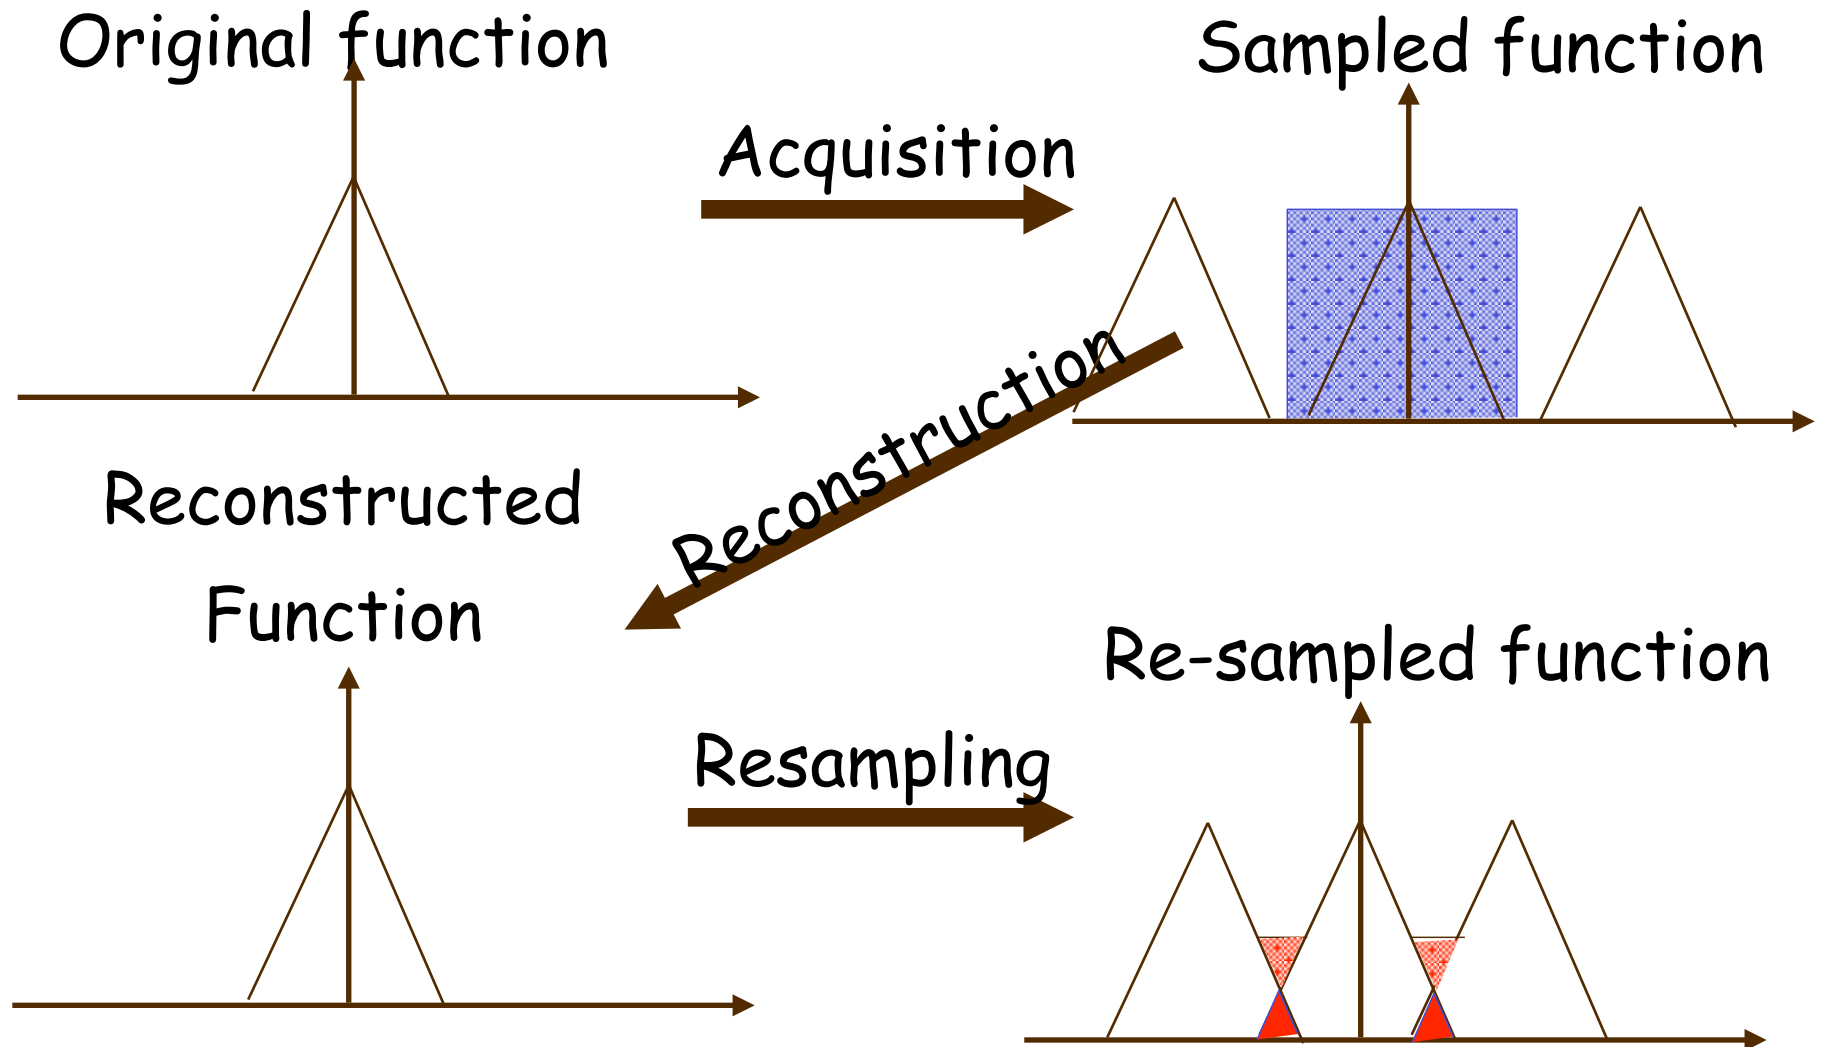 Original function
Sampled function
Acquisition
Reconstruction
Reconstructed
Function
Re-sampled function
Resampling